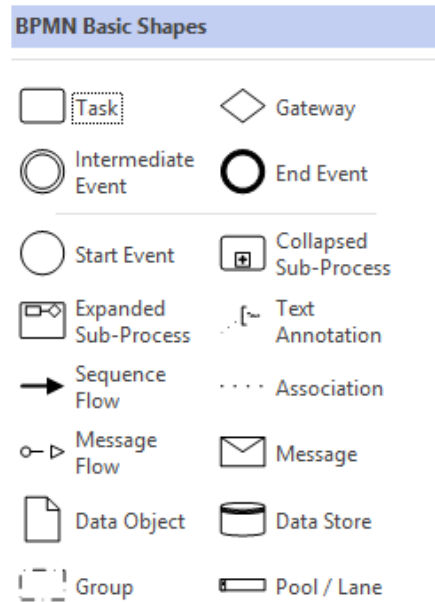 BPMN Basic Shapes
Task
Gateway
Intermediate
Event
End Event
Start Event
Collapsed
Sub-Process
Expanded
Sub-Process
Text
Annotation
Sequence
Flow
Association
Message
Flow
Message
Data Object
Data Store
Group
Pool / Lane